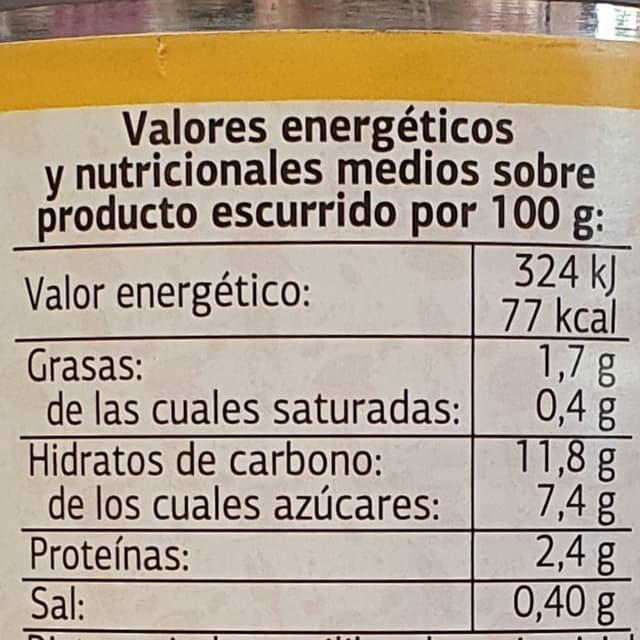 Valores energéticos
y nutricionales medios sobre
producto escurrido por 100 g:
Valor energético: 324 kJ
77 kcal
Grasas: 1,7 g
de las cuales saturadas: 0,4 g
Hidratos de carbono: 11,8 g
de los cuales azúcares: 7,4 g
Proteínas: 2,4 g
Sal: 0,40 g